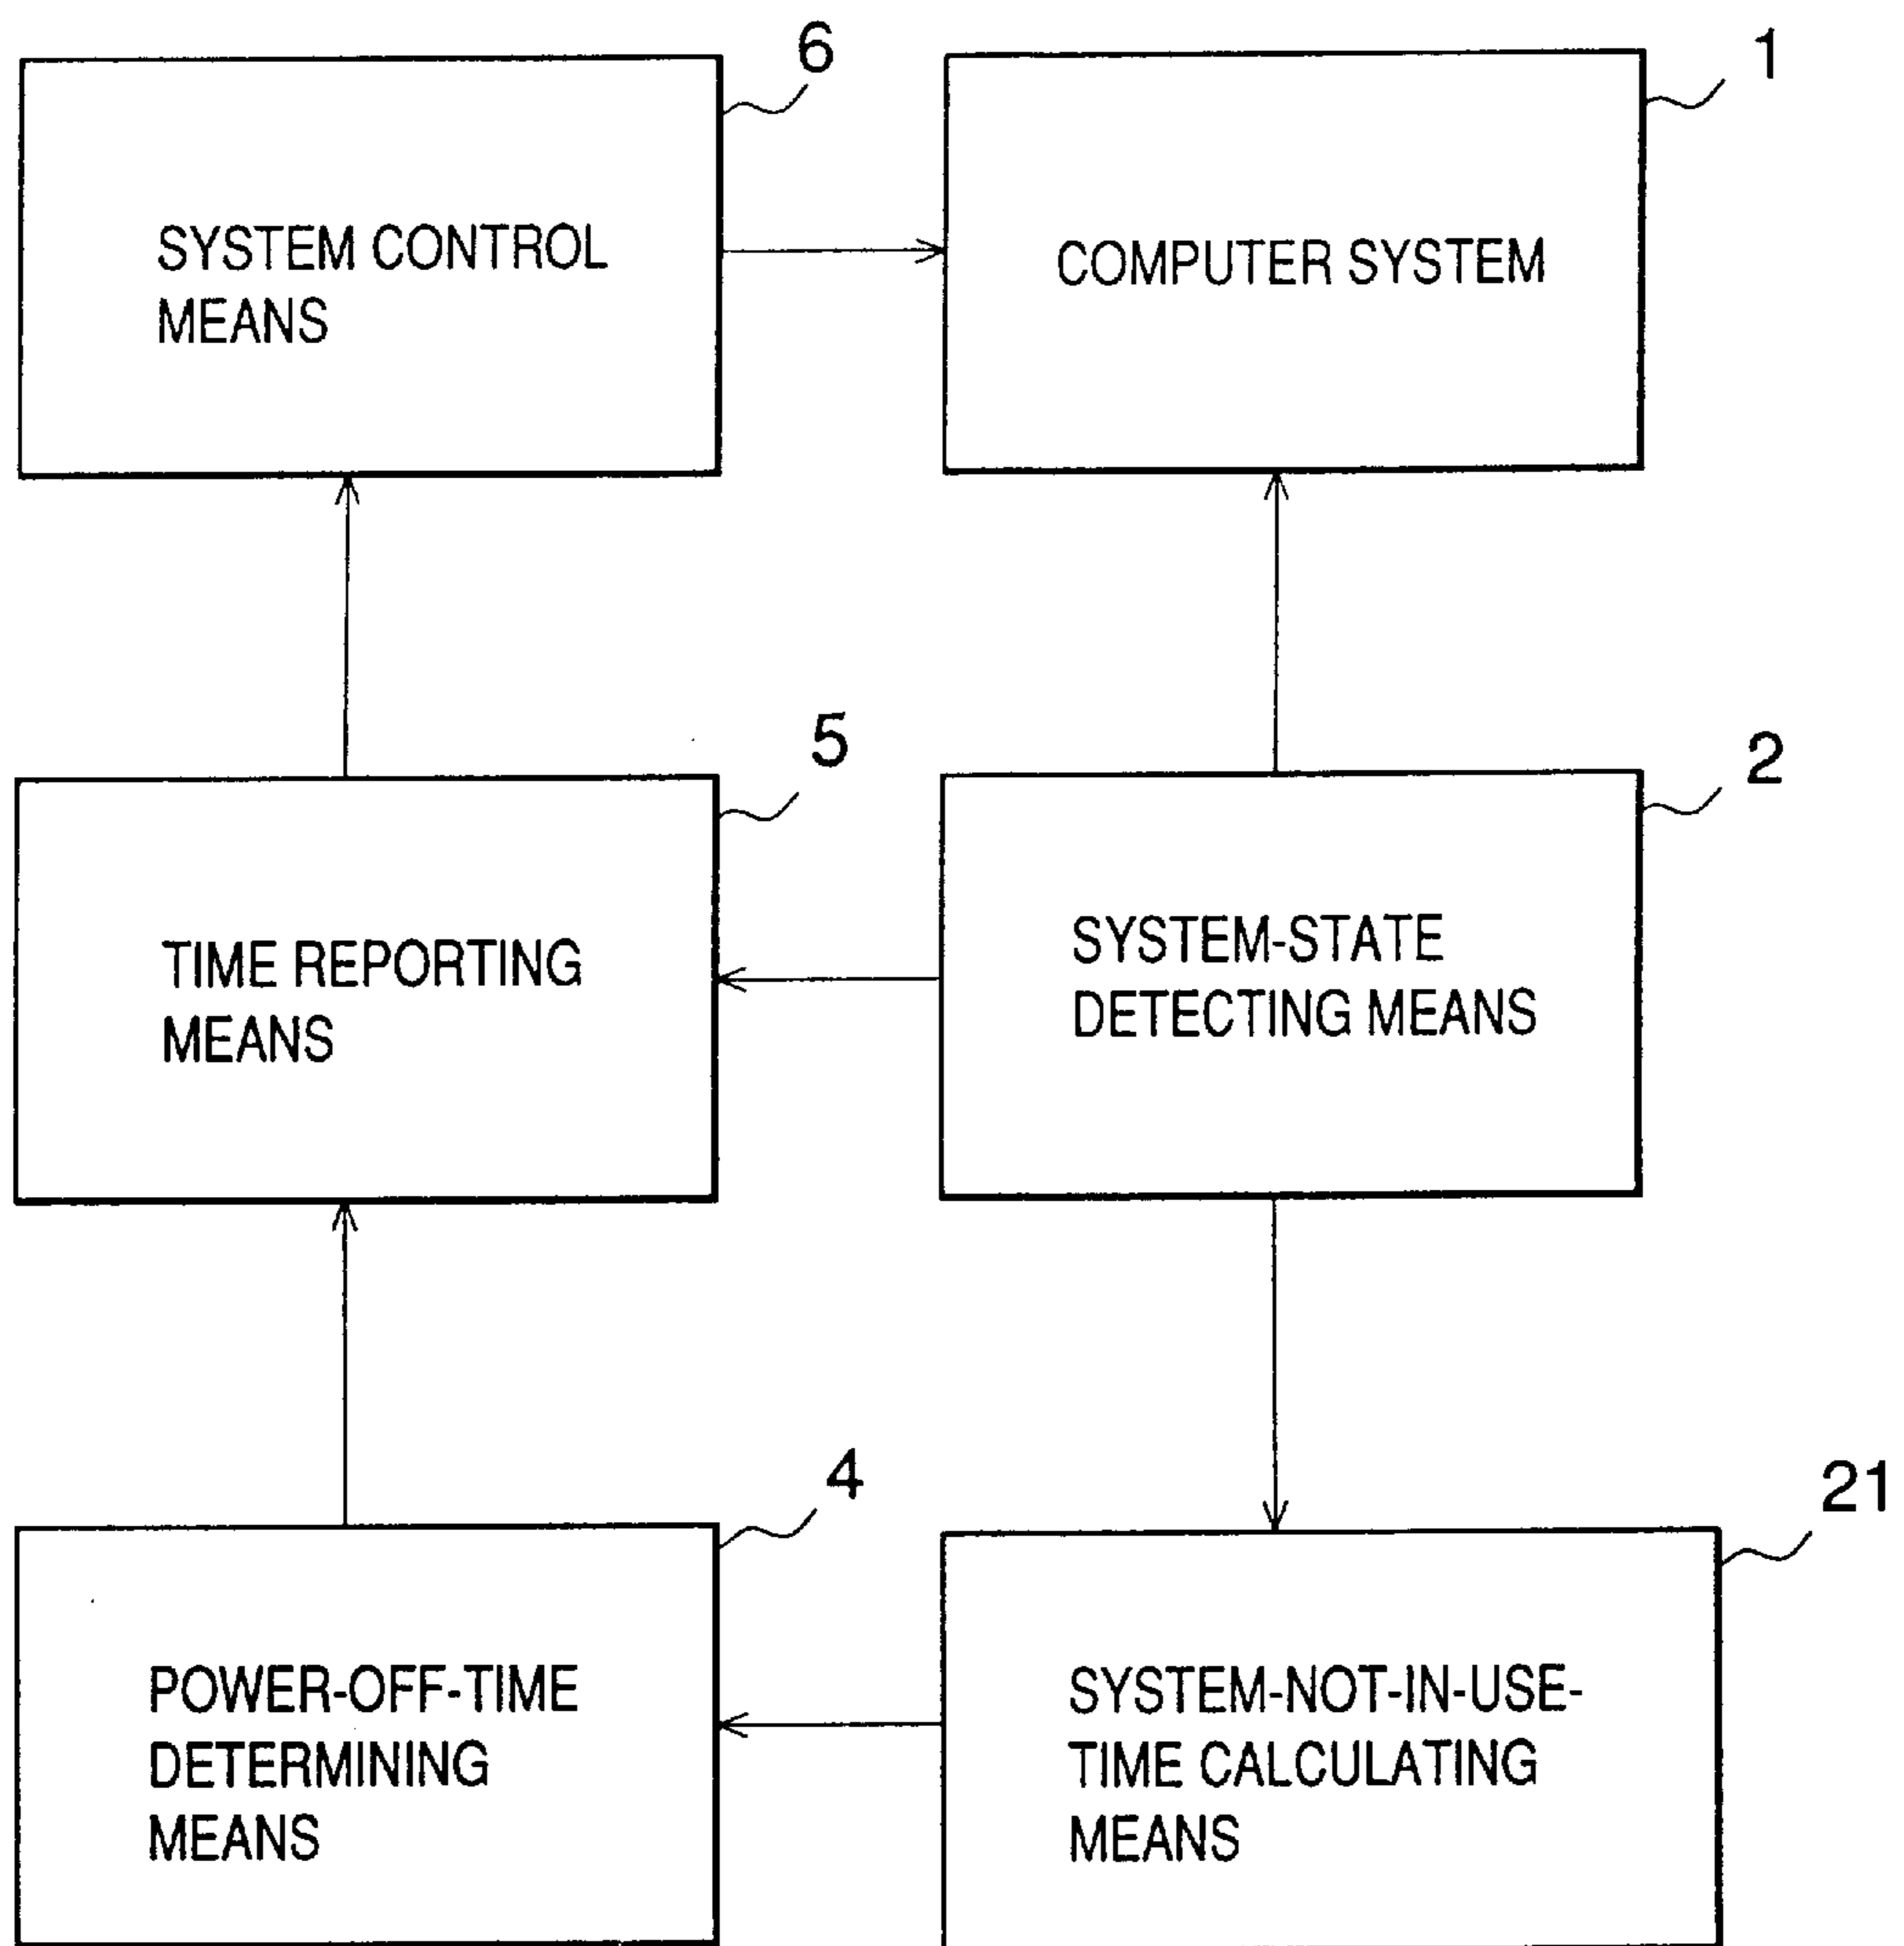 6
1
SYSTEM CONTROL
MEANS
COMPUTER SYSTEM
5
2
TIME REPORTING
MEANS
SYSTEM-STATE
DETECTING MEANS
4
21
POWER-OFF-TIME
DETERMINING
MEANS
SYSTEM-NOT-IN-USE-
TIME CALCULATING
MEANS